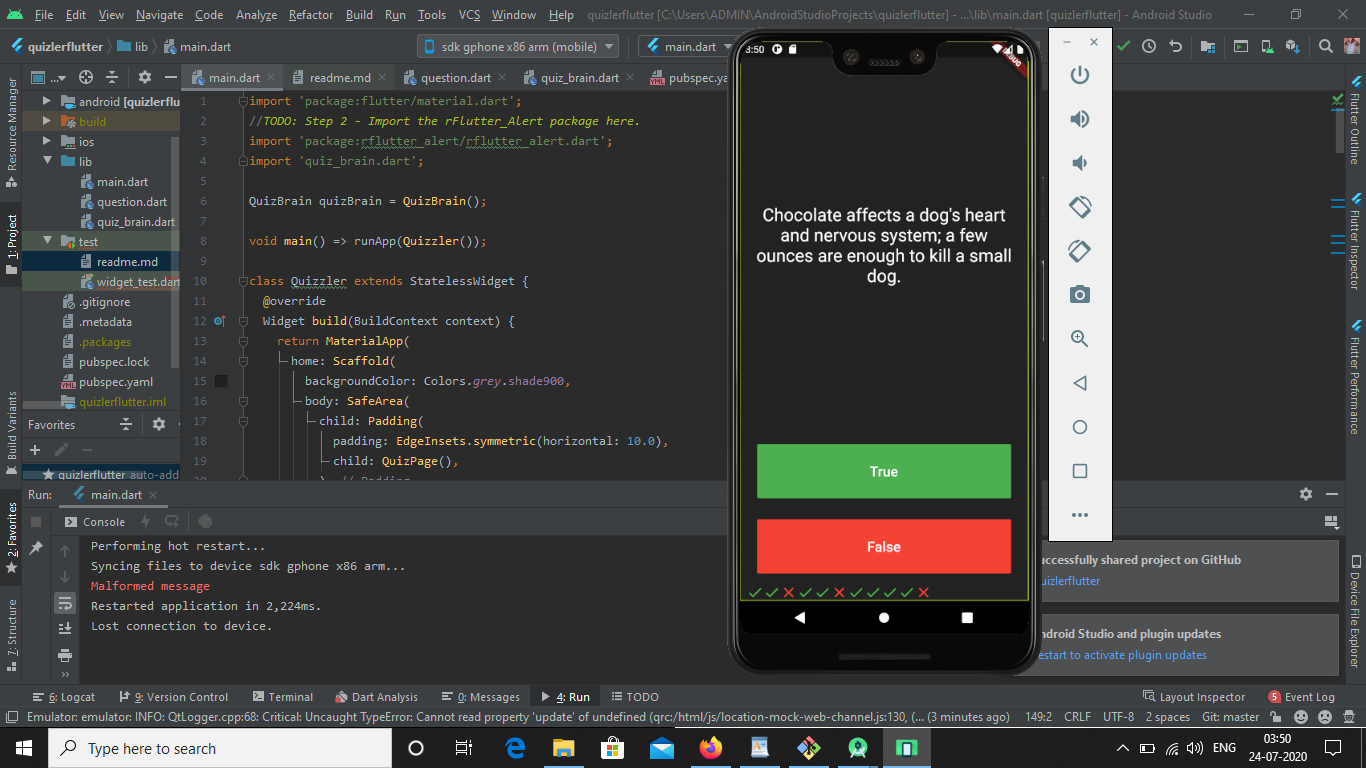 File Edit View Navigate Code Analyze Refactor Build Run Tools VCS Window Help quizlerflutter [C:\Users\ADMIN\AndroidStudioProjects\quizlerflutter] - ...\lib\main.dart [quizlerflutter] - Android Studio
quizlerflutter lib main.dart sdk gphone x86 arm (mobile) main.dart
... main.dart readme.md question.dart quiz_brain.dart pubspec.ya
Resource Manager
1: Project
Build Variants
2: Favorites
7: Structure
android [quizlerflu
build
ios
lib
main.dart
question.dart
quiz_brain.dart
test
readme.md
widget_test.dart
.gitignore
.metadata
.packages
pubspec.lock
pubspec.yaml
quizlerflutter.iml
Favorites
quizlerflutter auto-add
1 import 'package:flutter/material.dart';
2 //TODO: Step 2 - Import the rFlutter_Alert package here.
3 import 'package:rflutter_alert/rflutter_alert.dart';
4 import 'quiz_brain.dart';
5
6 QuizBrain quizBrain = QuizBrain();
7
8 void main() => runApp(Quizzler());
9
10 class Quizzler extends StatelessWidget {
11 @override
12 Widget build(BuildContext context) {
13 return MaterialApp(
14 home: Scaffold(
15 backgroundColor: Colors.grey.shade900,
16 body: SafeArea(
17 child: Padding(
18 padding: EdgeInsets.symmetric(horizontal: 10.0),
19 child: QuizPage(),
3:50
Chocolate affects a dog's heart
and nervous system; a few
ounces are enough to kill a small
dog.
True
False
Flutter Outline
Flutter Inspector
Flutter Performance
Device File Explorer
Run: main.dart
Console
Performing hot restart...
Syncing files to device sdk gphone x86 arm...
Malformed message
Restarted application in 2,224ms.
Lost connection to device.
uccessfully shared project on GitHub
uizlerflutter
ndroid Studio and plugin updates
estart to activate plugin updates
6: Logcat 9: Version Control Terminal Dart Analysis 0: Messages 4: Run TODO Layout Inspector 5 Event Log
Emulator: emulator: INFO: QtLogger.cpp:68: Critical: Uncaught TypeError: Cannot read property 'update' of undefined (qrc:/html/js/location-mock-web-channel.js:130, (... (3 minutes ago) 149:2 CRLF UTF-8 2 spaces Git: master
Type here to search ENG 03:50
24-07-2020